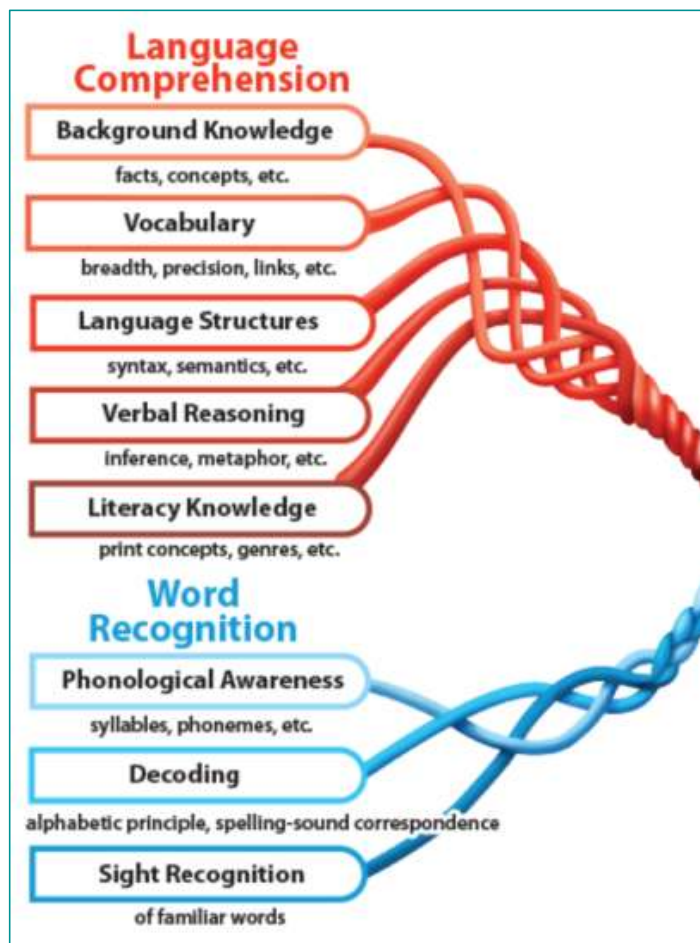 Language
Comprehension
Background Knowledge
facts, concepts, etc.
Vocabulary
breadth, precision, links, etc.
Language Structures
syntax, semantics, etc.
Verbal Reasoning
inference, metaphor, etc.
Literacy Knowledge
print concepts, genres, etc.
Word
Recognition
Phonological Awareness
syllables, phonemes, etc.
Decoding
alphabetic principle, spelling-sound correspondence
Sight Recognition
of familiar words